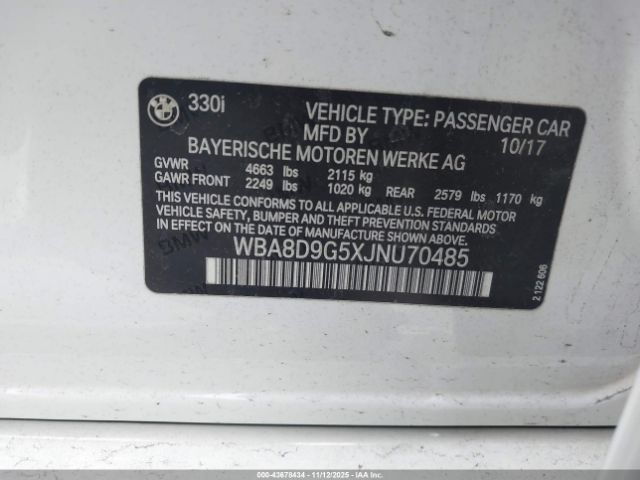 BMW 330i VEHICLE TYPE: PASSENGER CAR
MFD BY 10/17
BAYERISCHE MOTOREN WERKE AG
GVWR 4663 lbs 2115 kg
GAWR FRONT 2249 lbs 1020 kg REAR 2579 lbs 1170 kg
THIS VEHICLE CONFORMS TO ALL APPLICABLE U.S. FEDERAL MOTOR
VEHICLE SAFETY, BUMPER, AND THEFT PREVENTION STANDARDS
IN EFFECT ON THE DATE OF MANUFACTURE SHOWN ABOVE.
WBA8D9G5XJNU70485
2 122 606
000-43678434 | 11/12/2025 - IAAI.COM